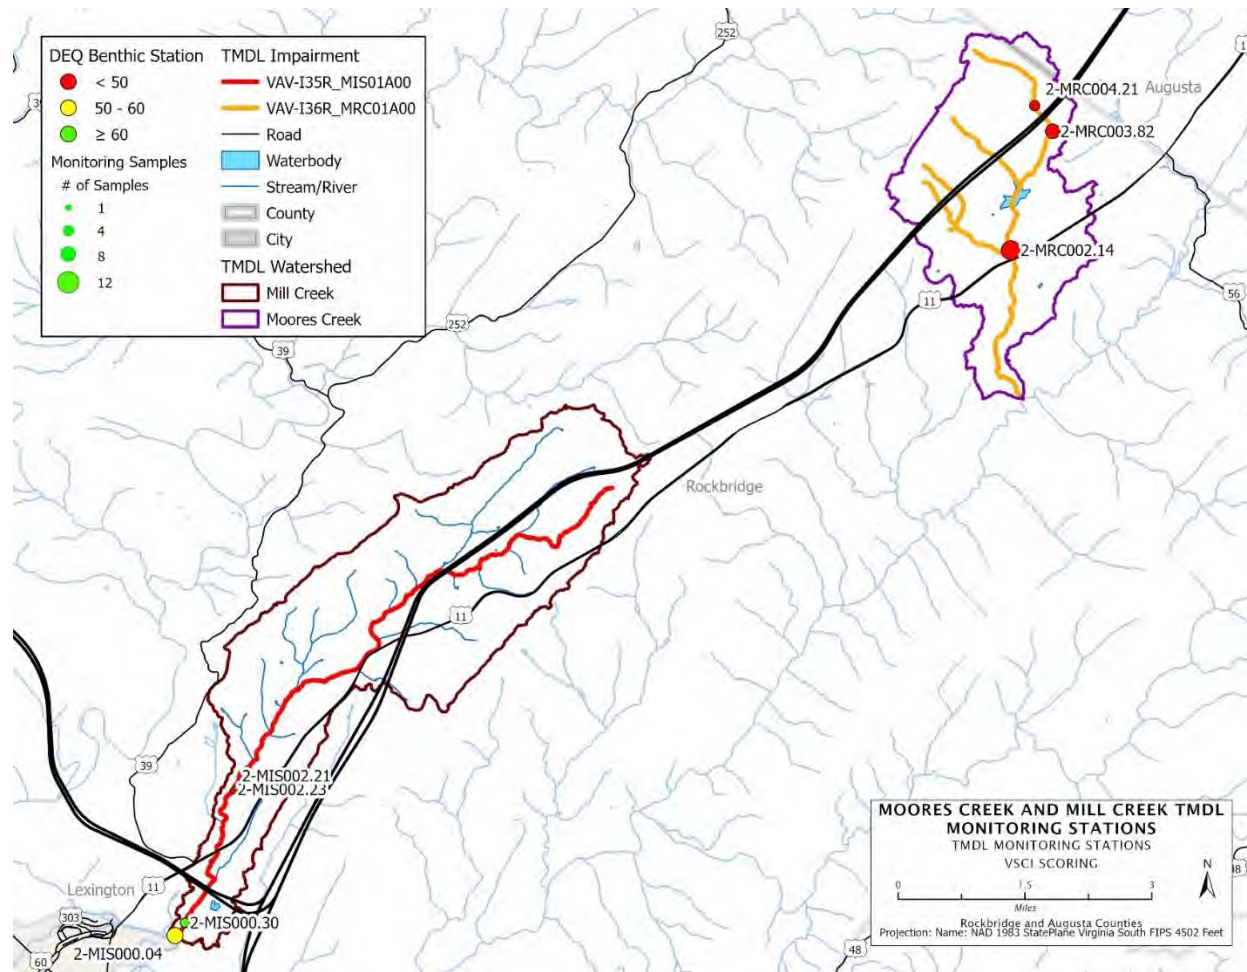 DEQ Benthic Station
< 50
50 - 60
≥ 60
Monitoring Samples
# of Samples
1
4
8
12
TMDL Impairment
VAV-I35R_MIS01A00
VAV-I36R_MRC01A00
Road
Waterbody
Stream/River
County
City
TMDL Watershed
Mill Creek
Moores Creek
252
2-MRC004.21
Augusta
2-MRC003.82
2-MRC002.14
56
11
252
39
Rockbridge
11
39
2-MIS002.21
2-MIS002.23
Lexington
11
303
2-MIS000.30
2-MIS000.04
60
48
48
MOORES CREEK AND MILL CREEK TMDL
MONITORING STATIONS
TMDL MONITORING STATIONS
VSCI SCORING
0 1.5 3
Miles
N
Rockbridge and Augusta Counties
Projection: Name: NAD 1983 StatePlane Virginia South FIPS 4502 Feet